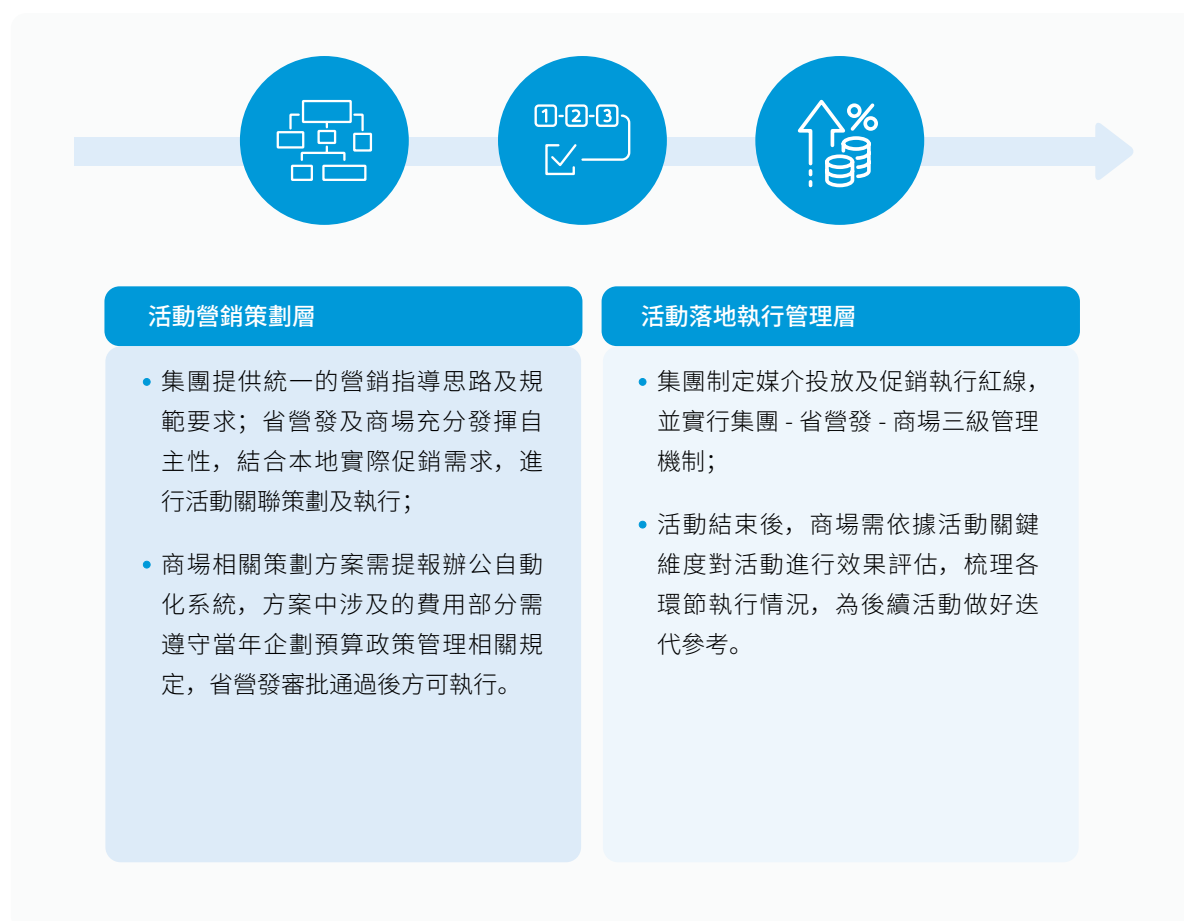 1-2-3
%
活動營銷策劃層
集團提供統一的營銷指導思路及規
範要求；省營發及商場充分發揮自
主性，結合本地實際促銷需求，進
行活動關聯策劃及執行；
商場相關策劃方案需提報辦公自動
化系統，方案中涉及的費用部分需
遵守當年企劃預算政策管理相關規
定，省營發審批通過後方可執行。
活動落地執行管理層
集團制定媒介投放及促銷執行紅線，
並實行集團 - 省營發 - 商場三級管理
機制；
活動結束後，商場需依據活動關鍵
維度對活動進行效果評估，梳理各
環節執行情況，為後續活動做好迭
代參考。